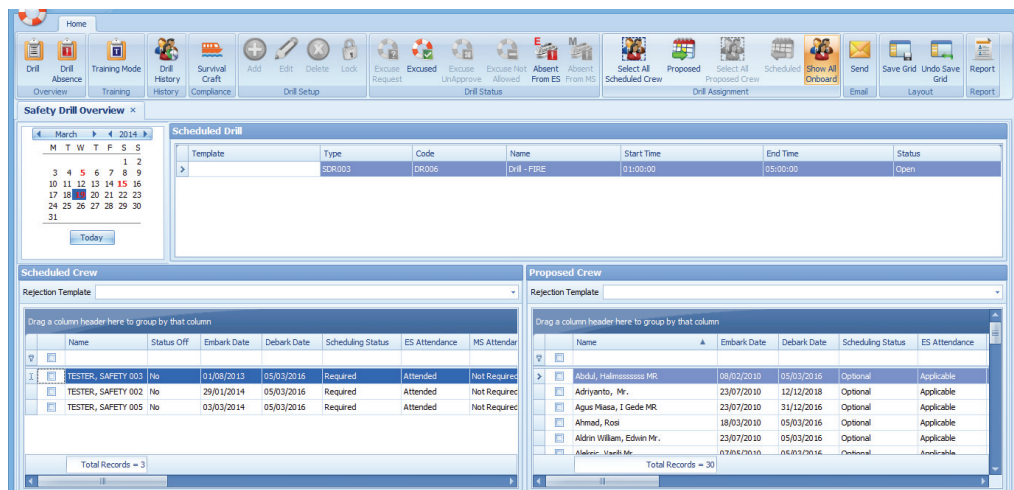 Home
Drill
Drill Absence
Training Mode
Drill History
Survival Craft
Add
Edit
Delete
Lock
Excuse Request
Excused
Excuse UnApprove
Excuse Not Allowed
Absent From ES
Absent From MS
Select All Scheduled Crew
Proposed
Select All Proposed Crew
Scheduled
Show All Onboard
Send
Save Grid
Undo Save Grid
Report
Overview Training History Compliance Drill Setup Drill Status Drill Assignment Email Layout Report
Safety Drill Overview ×
March 2014
M T W T F S S
1 2
3 4 5 6 7 8 9
10 11 12 13 14 15 16
17 18 19 20 21 22 23
24 25 26 27 28 29 30
31
Today
Scheduled Drill
Template Type Code Name Start Time End Time Status
SDR003 DR006 Drill - FIRE 01:00:00 05:00:00 Open
Scheduled Crew
Rejection Template
Drag a column header here to group by that column
Name Status Off Embark Date Debark Date Scheduling Status ES Attendance MS Attendar
TESTER, SAFETY 003 No 01/08/2013 05/03/2016 Required Attended Not Required
TESTER, SAFETY 002 No 29/01/2014 05/03/2016 Required Attended Not Required
TESTER, SAFETY 005 No 03/03/2014 05/03/2016 Required Attended Not Required
Total Records = 3
Proposed Crew
Rejection Template
Drag a column header here to group by that column
Name Embark Date Debark Date Scheduling Status ES Attendance
Abdul, Halimsssssss MR 08/02/2010 05/03/2016 Optional Applicable
Adriyanto, Mr. 23/07/2010 12/12/2018 Optional Applicable
Agus Miasa, I Gede MR 23/07/2010 31/12/2016 Optional Applicable
Ahmad, Rosi 18/03/2010 05/03/2016 Optional Applicable
Aldrin William, Edwin Mr. 23/07/2010 05/03/2016 Optional Applicable
07/05/2010 05/03/2016 Optional Applicable
Total Records = 30